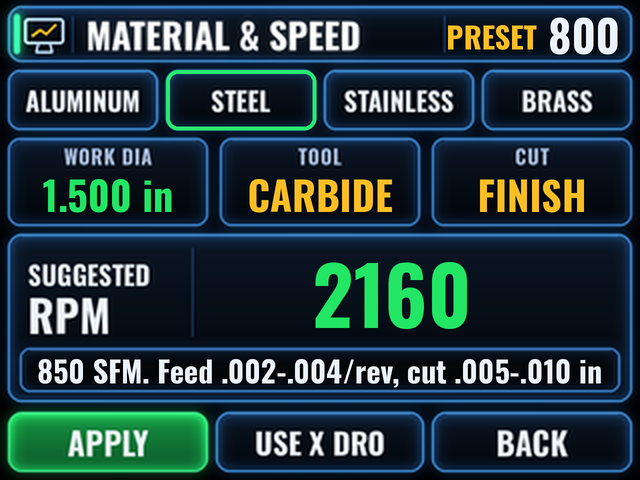 MATERIAL & SPEED PRESET 800
ALUMINUM STEEL STAINLESS BRASS
WORK DIA TOOL CUT
1.500 in CARBIDE FINISH
SUGGESTED
RPM
2160
850 SFM. Feed .002-.004/rev, cut .005-.010 in
APPLY USE X DRO BACK